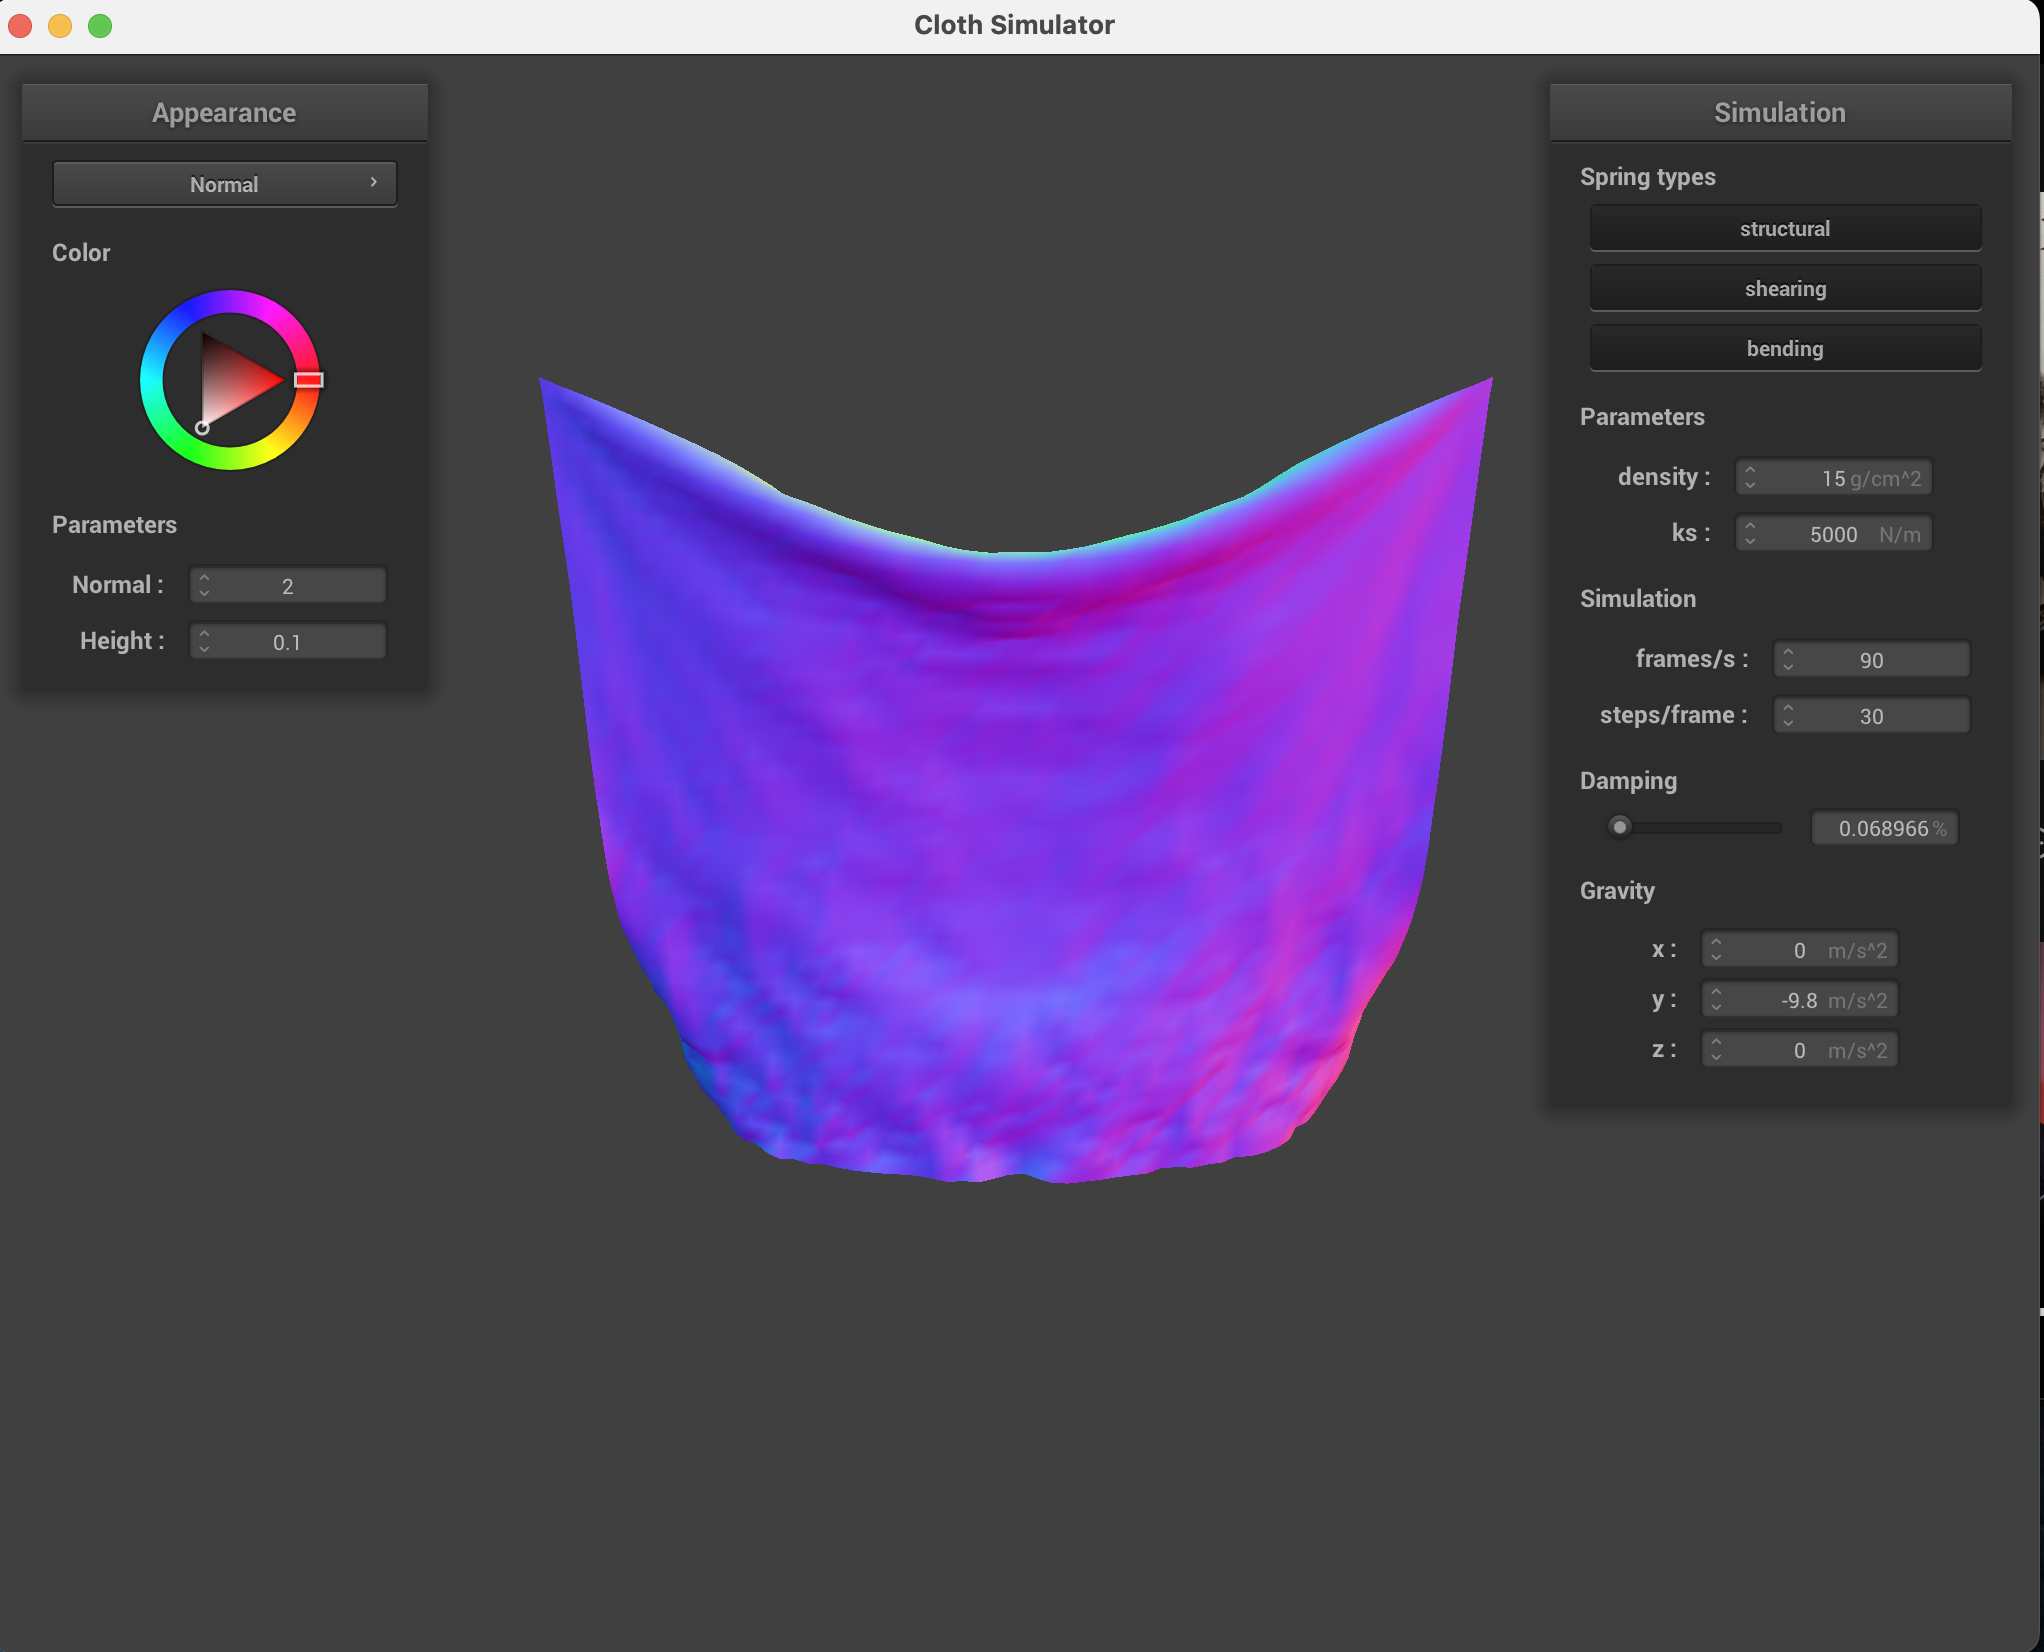 Cloth Simulator
Appearance
Normal
Color
Parameters
Normal : 2
Height : 0.1
Simulation
Spring types
structural
shearing
bending
Parameters
density : 15 g/cm^2
ks : 5000 N/m
Simulation
frames/s : 90
steps/frame : 30
Damping
0.068966 %
Gravity
x : 0 m/s^2
y : -9.8 m/s^2
z : 0 m/s^2